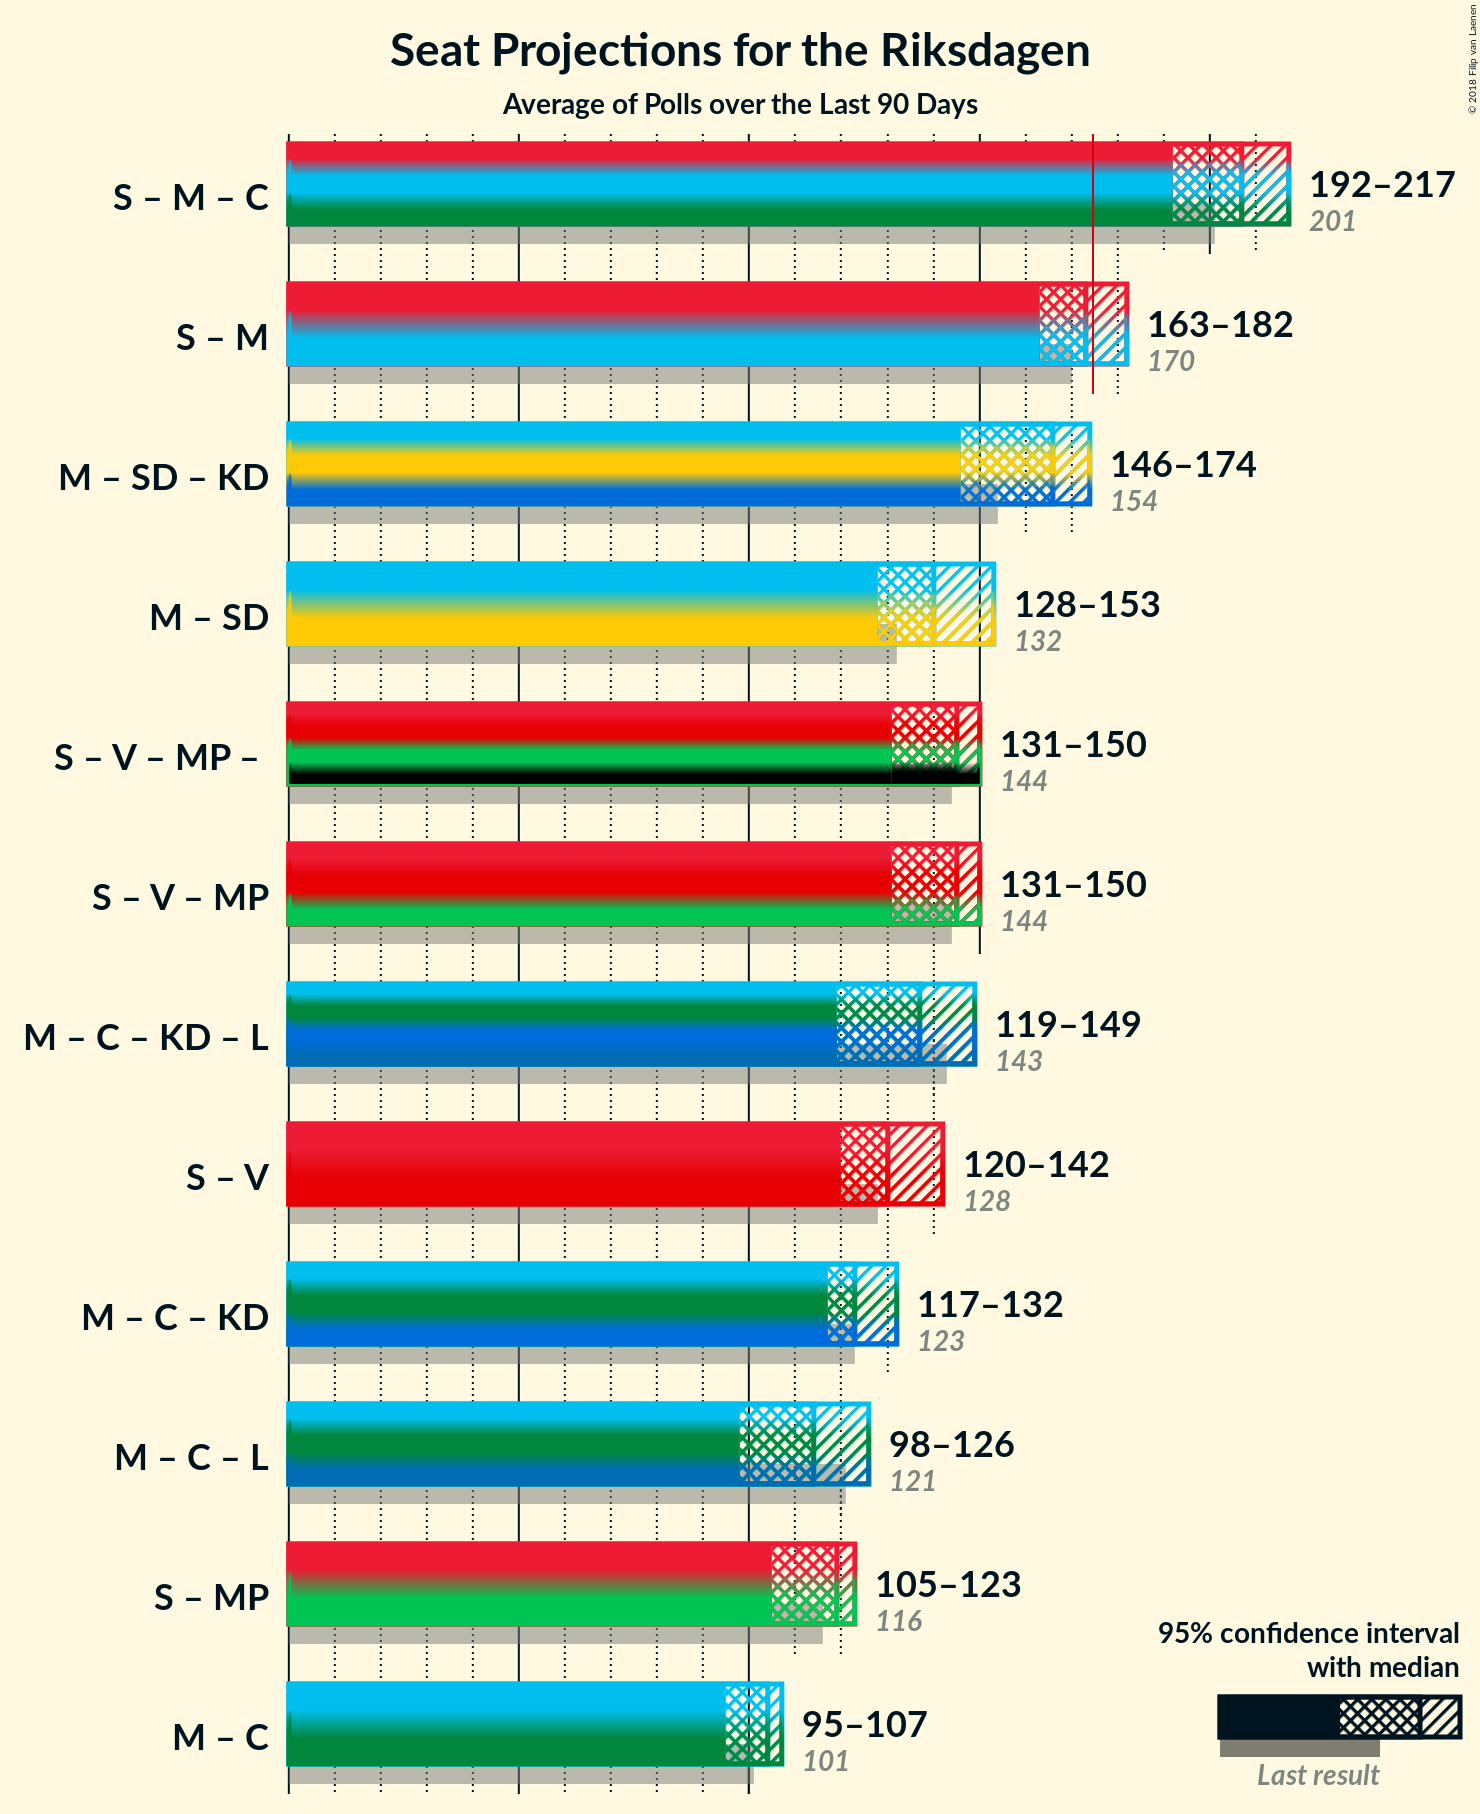 Seat Projections for the Riksdagen
Average of Polls over the Last 90 Days
© 2018 Filip van Laenen
S – M – C
192–217
201
S – M
163–182
170
M – SD – KD
146–174
154
M – SD
128–153
132
S – V – MP –
131–150
144
S – V – MP
131–150
144
M – C – KD – L
119–149
143
S – V
120–142
128
M – C – KD
117–132
123
M – C – L
98–126
121
S – MP
105–123
116
M – C
95–107
101
95% confidence interval
with median
Last result